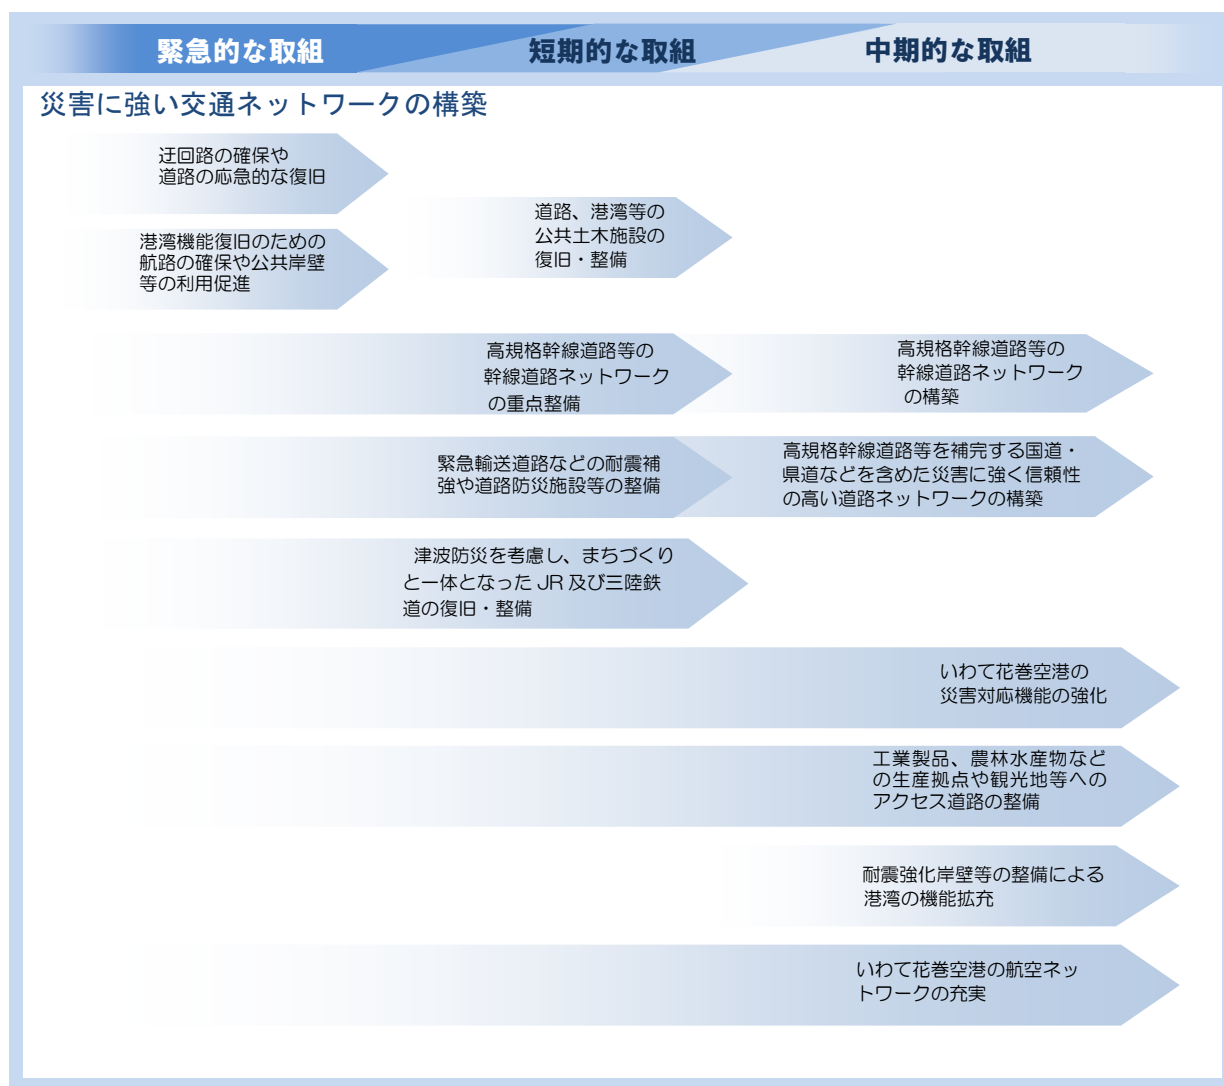 緊急的な取組
短期的な取組
中期的な取組
災害に強い交通ネットワークの構築
迂回路の確保や
道路の応急的な復旧
港湾機能復旧のための
航路の確保や公共岸壁
等の利用促進
道路、港湾等の
公共土木施設の
復旧・整備
高規格幹線道路等の
幹線道路ネットワーク
の重点整備
高規格幹線道路等の
幹線道路ネットワーク
の構築
緊急輸送道路などの耐震補
強や道路防災施設等の整備
高規格幹線道路等を補完する国道・
県道などを含めた災害に強く信頼性
の高い道路ネットワークの構築
津波防災を考慮し、まちづくり
と一体となった JR 及び三陸鉄
道の復旧・整備
いわて花巻空港の
災害対応機能の強化
工業製品、農林水産物など
の生産拠点や観光地等への
アクセス道路の整備
耐震強化岸壁等の整備による
港湾の機能拡充
いわて花巻空港の航空ネッ
トワークの充実